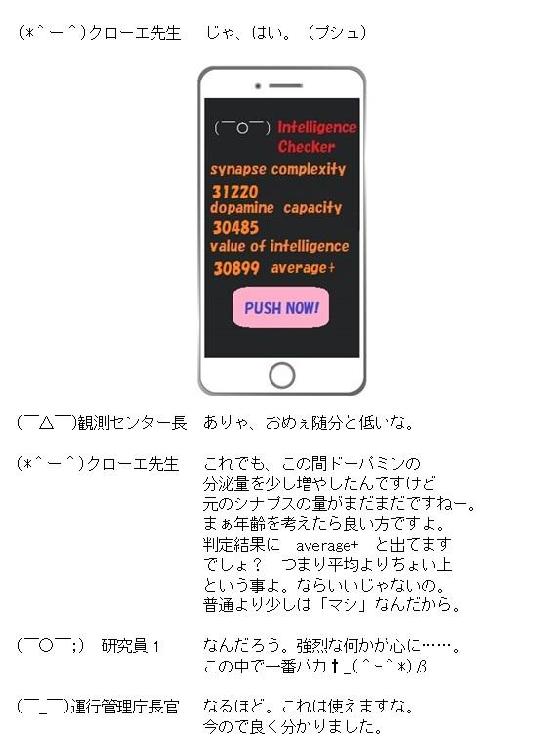 (*＾ー＾)クローエ先生　じゃ、はい。（プシュ）
(￣○￣) Intelligence
Checker
synapse complexity
31220
dopamine capacity
30485
value of intelligence
30899 average+
PUSH NOW!
(￣△￣)観測センター長　ありゃ、おめぇ随分と低いな。
(*＾ー＾)クローエ先生　これでも、この間ドーパミンの
分泌量を少し増やしたんですけど
元のシナプスの量がまだまだですねー。
まぁ年齢を考えたら良い方ですよ。
判定結果に　average+　と出てます
でしょ？　つまり平均よりちょい上
という事よ。ならいいじゃないの。
普通より少しは「マシ」なんだから。
(￣○￣;)　研究員１　なんだろう。強烈な何かが心に……。
この中で一番バカ✝_(＾-＾*)β
(￣_￣)運行管理庁長官　なるほど。これは使えますな。
今ので良く分かりました。